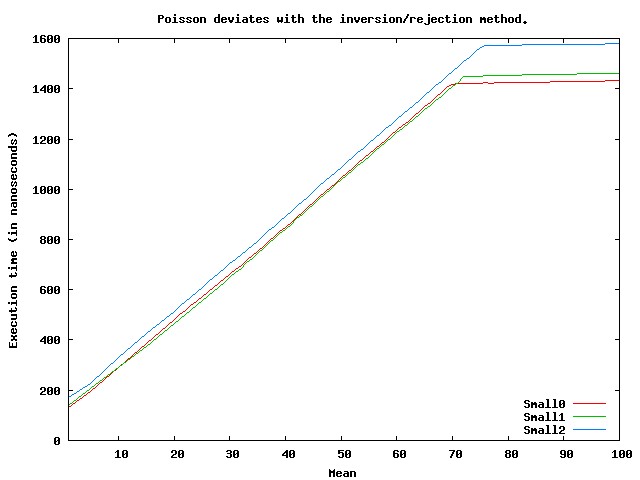 Poisson deviates with the inversion/rejection method.
1600
1400
1200
1000
800
600
400
200
0
Execution time (in nanoseconds)
Small0
Small1
Small2
10 20 30 40 50 60 70 80 90 100
Mean